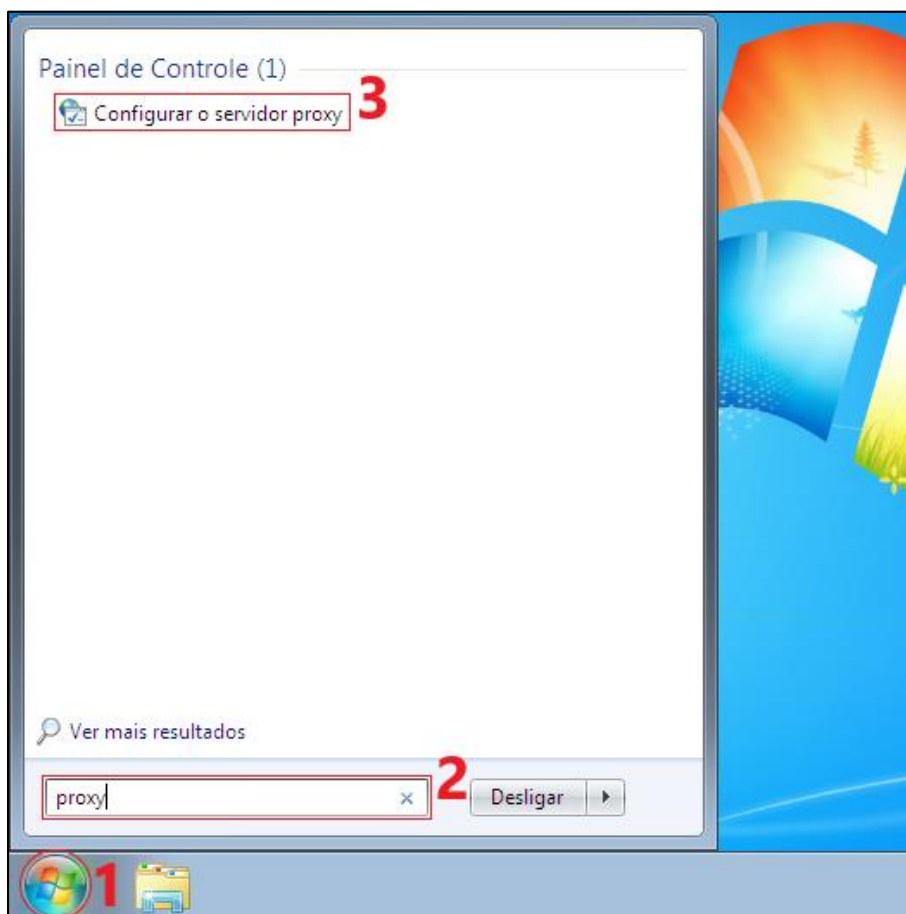 Painel de Controle (1)
Configurar o servidor proxy 3
Ver mais resultados
proxy 2 Desligar
1